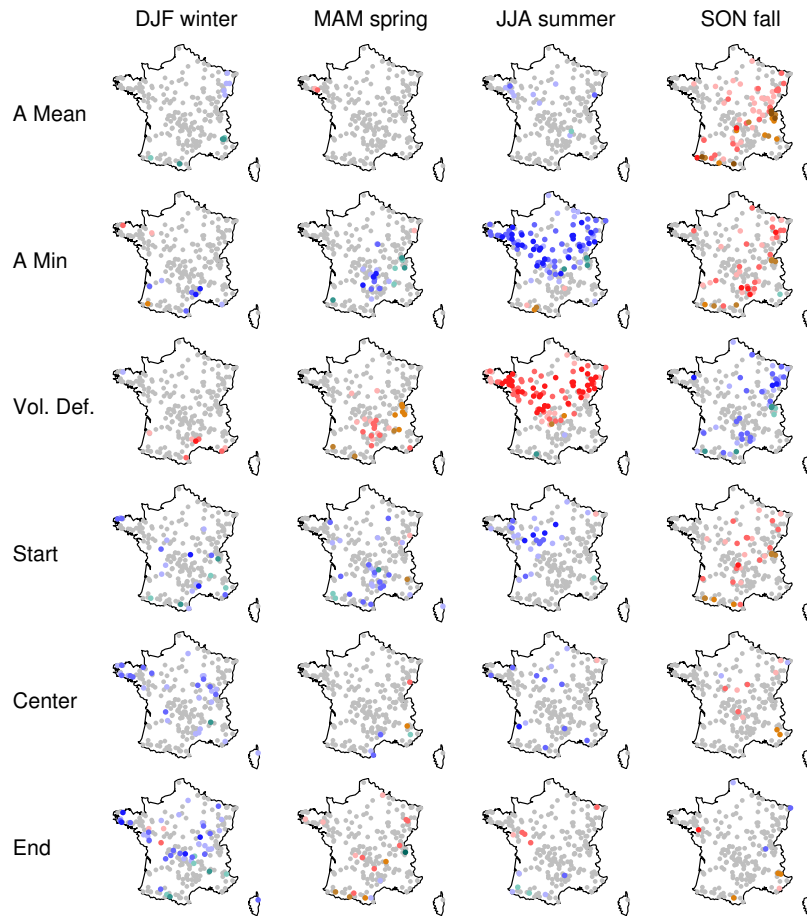 DJF winter MAM spring JJA summer SON fall
A Mean
A Min
Vol. Def.
Start
Center
End